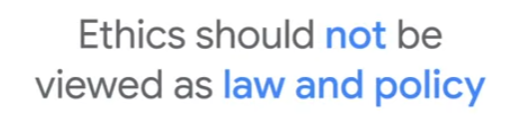 Ethics should not be
viewed as law and policy